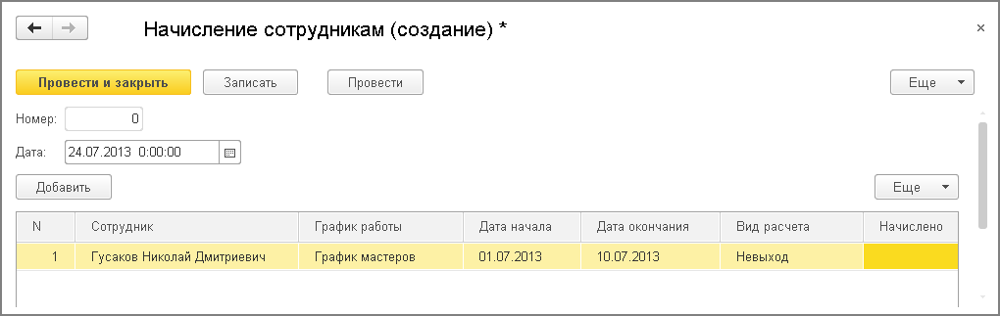 Начисление сотрудникам (создание) *
Провести и закрыть Записать Провести Еще
Номер: 0
Дата: 24.07.2013 0:00:00
Добавить Еще
N Сотрудник График работы Дата начала Дата окончания Вид расчета Начислено
1 Гусаков Николай Дмитриевич График мастеров 01.07.2013 10.07.2013 Невыход